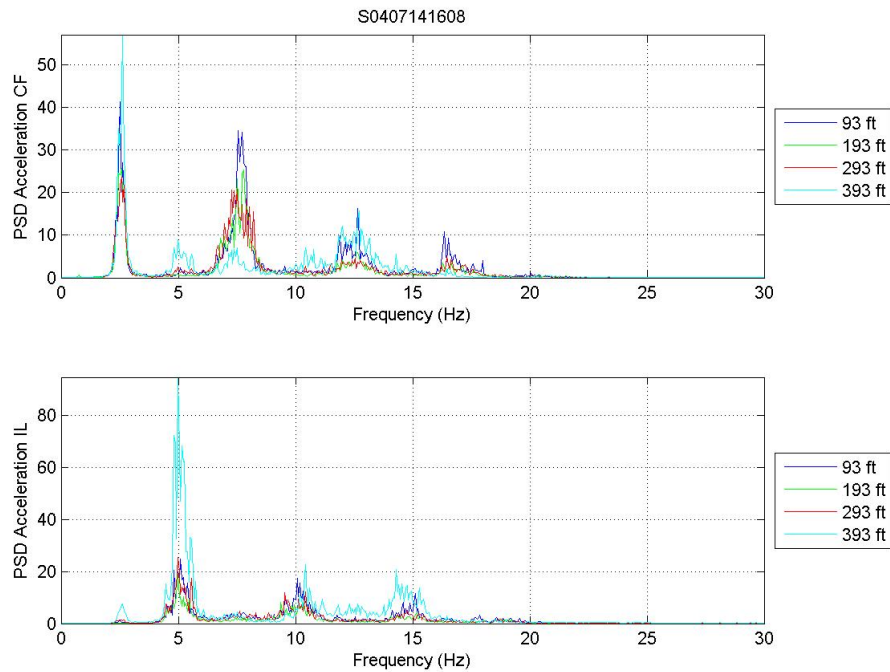 S0407141608
PSD Acceleration CF
50
40
30
20
10
0
0 5 10 15 20 25 30
Frequency (Hz)
93 ft
193 ft
293 ft
393 ft
PSD Acceleration IL
80
60
40
20
0
0 5 10 15 20 25 30
Frequency (Hz)
93 ft
193 ft
293 ft
393 ft